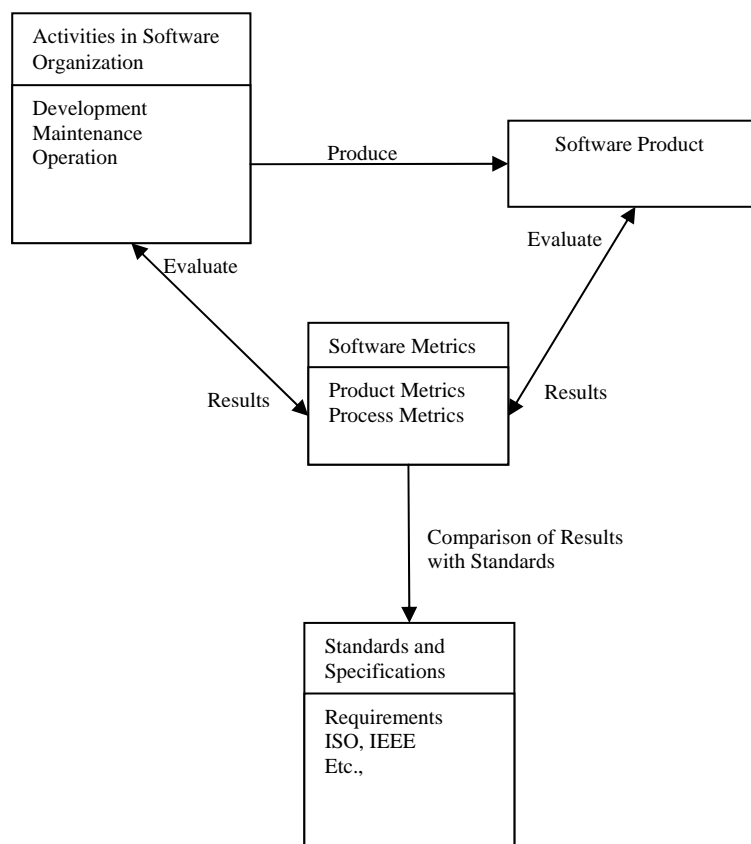 Activities in Software
Organization
Development
Maintenance
Operation
Produce
Software Product
Evaluate
Evaluate
Software Metrics
Product Metrics
Process Metrics
Results
Results
Comparison of Results
with Standards
Standards and
Specifications
Requirements
ISO, IEEE
Etc.,